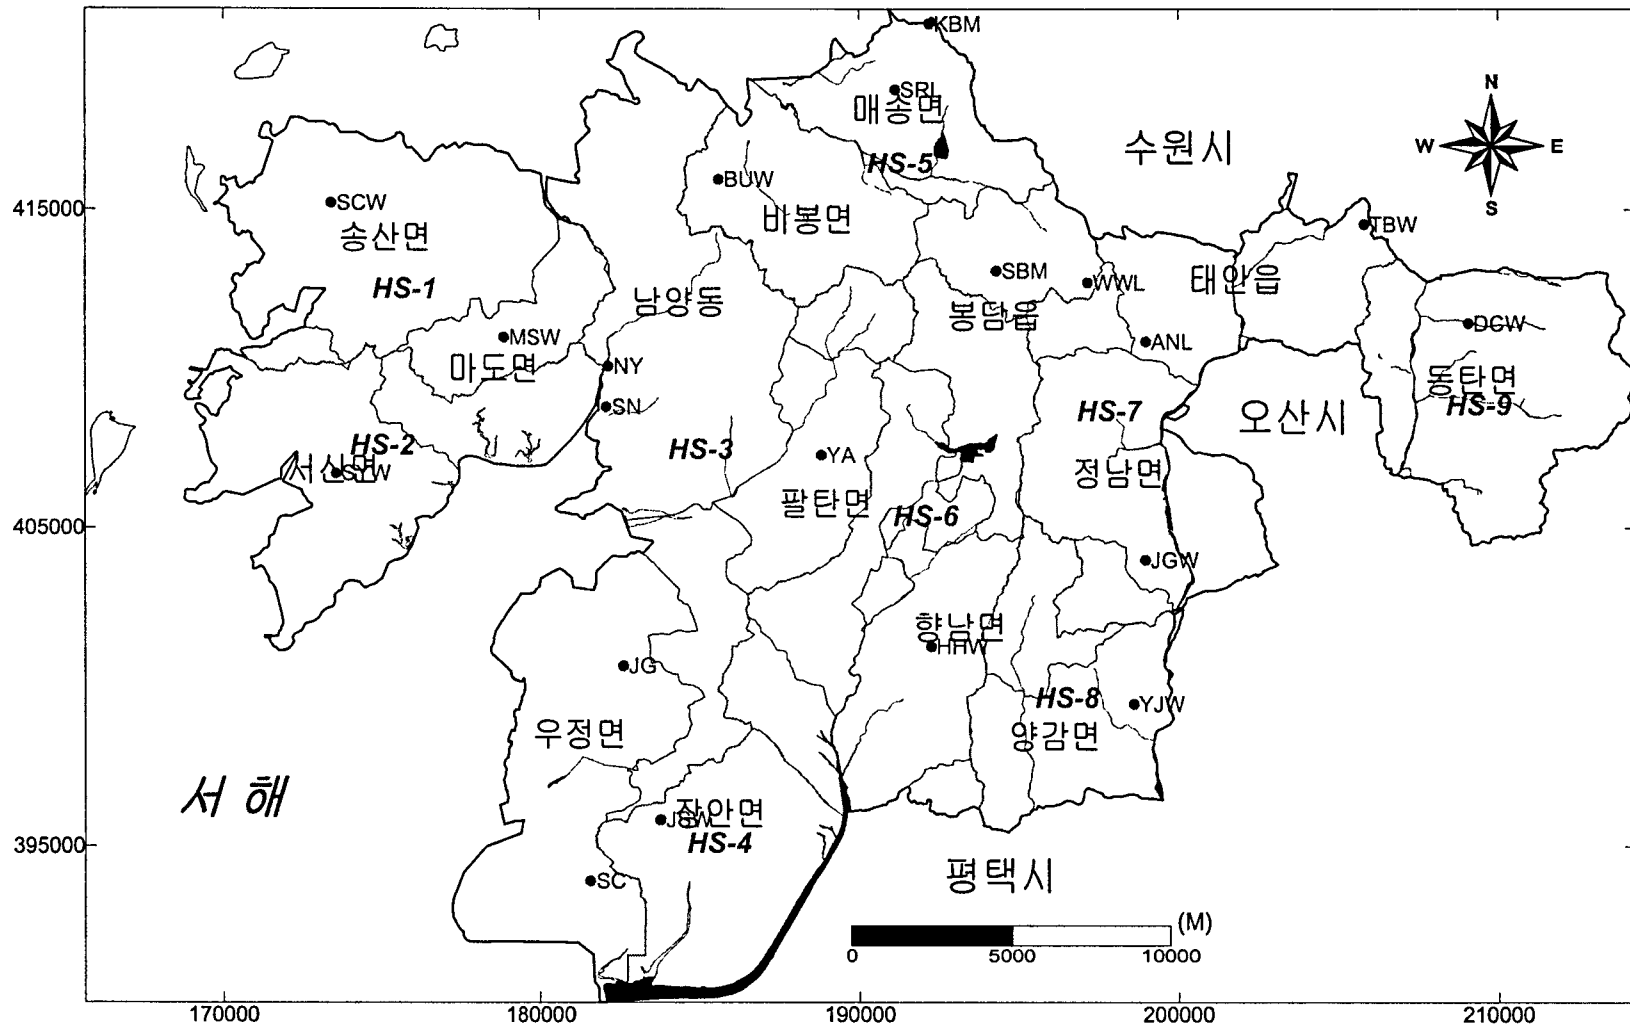 KBM
SRL
매송면
N
수원시
W
E
HS-5
S
BUW
415000
SCW
바봉면
TBW
송산면
SBM
태안읍
WWL
HS-1
남양동
봉담읍
DCW
MSW
ANL
마도면
NY
동탄면
HS-9
SN
HS-7
오산시
HS-2
HS-3
YA
서신면
정남면
팔탄면
HS-6
405000
JGW
향남면
HHW
JG
HS-8
YJW
우정면
양감면
서 해
장안면
JSW
HS-4
395000
평택시
SC
(M)
0
5000
10000
170000
180000
190000
200000
210000